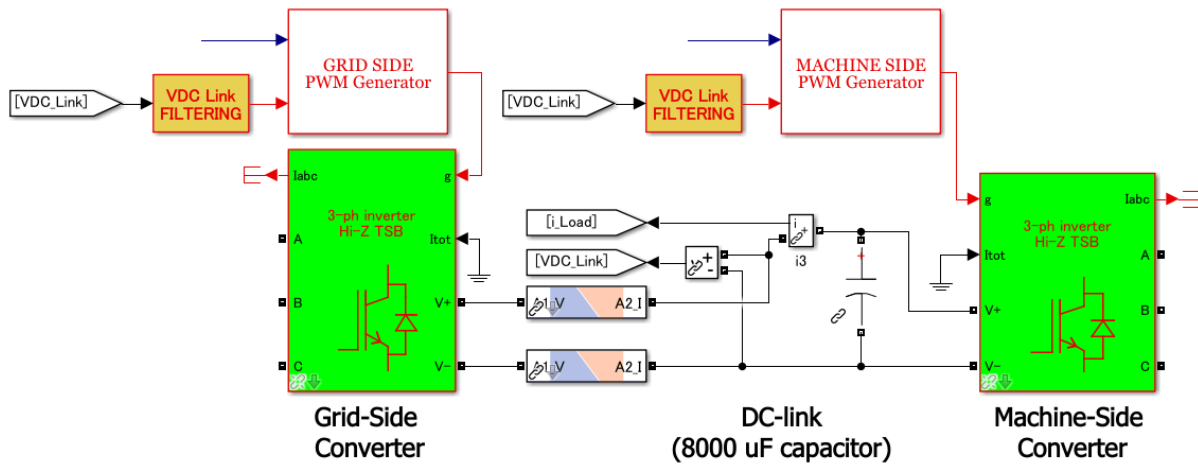 GRID SIDE
PWM Generator
MACHINE SIDE
PWM Generator
[VDC_Link]
VDC Link
FILTERING
[VDC_Link]
VDC Link
FILTERING
Iabc
g
3-ph inverter
Hi-Z TSB
A
Itot
B
V+
C
V-
[i_Load]
i
+
i3
[VDC_Link]
+
-
V
A2_I
V
A2_I
+
g
Iabc
3-ph inverter
Hi-Z TSB
Itot
A
V+
B
V-
C
Grid-Side
Converter
DC-link
(8000 uF capacitor)
Machine-Side
Converter